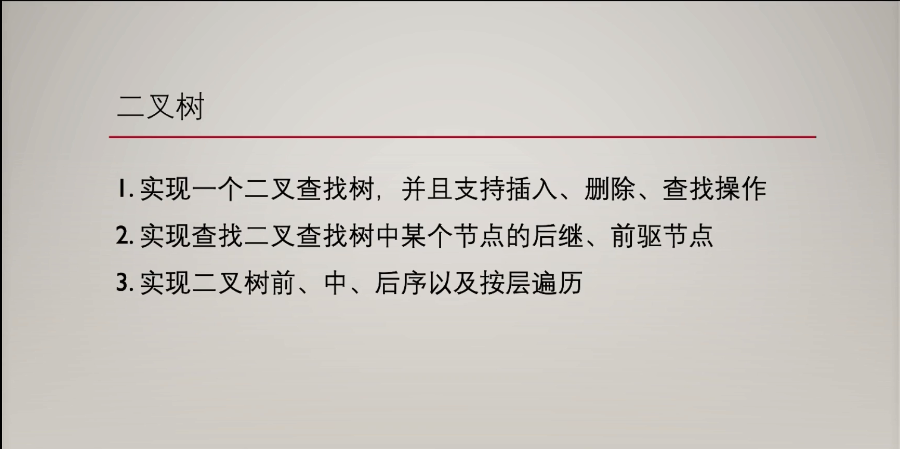 二叉树
1. 实现一个二叉查找树，并且支持插入、删除、查找操作
2. 实现查找二叉查找树中某个节点的后继、前驱节点
3. 实现二叉树前、中、后序以及按层遍历